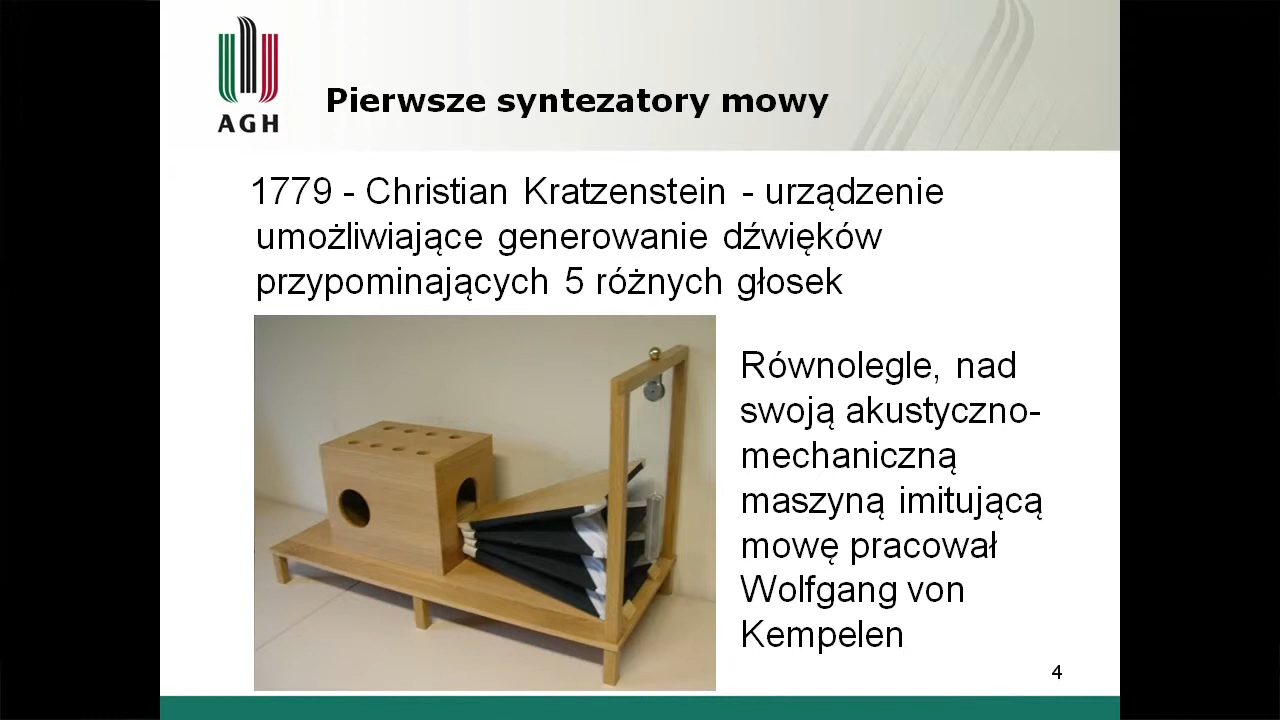 AGH
Pierwsze syntezatory mowy
1779 - Christian Kratzenstein - urządzenie
umożliwiające generowanie dźwięków
przypominających 5 różnych głosek
Równolegle, nad
swoją akustyczno-
mechaniczną
maszyną imitującą
mowę pracował
Wolfgang von
Kempelen
4